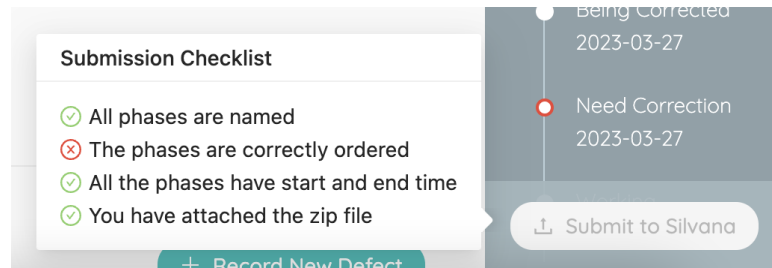 Being Corrected
2023-03-27
Submission Checklist
All phases are named
Need Correction
The phases are correctly ordered
2023-03-27
All the phases have start and end time
You have attached the zip file
Submit to Silvana
+ Record New Defect